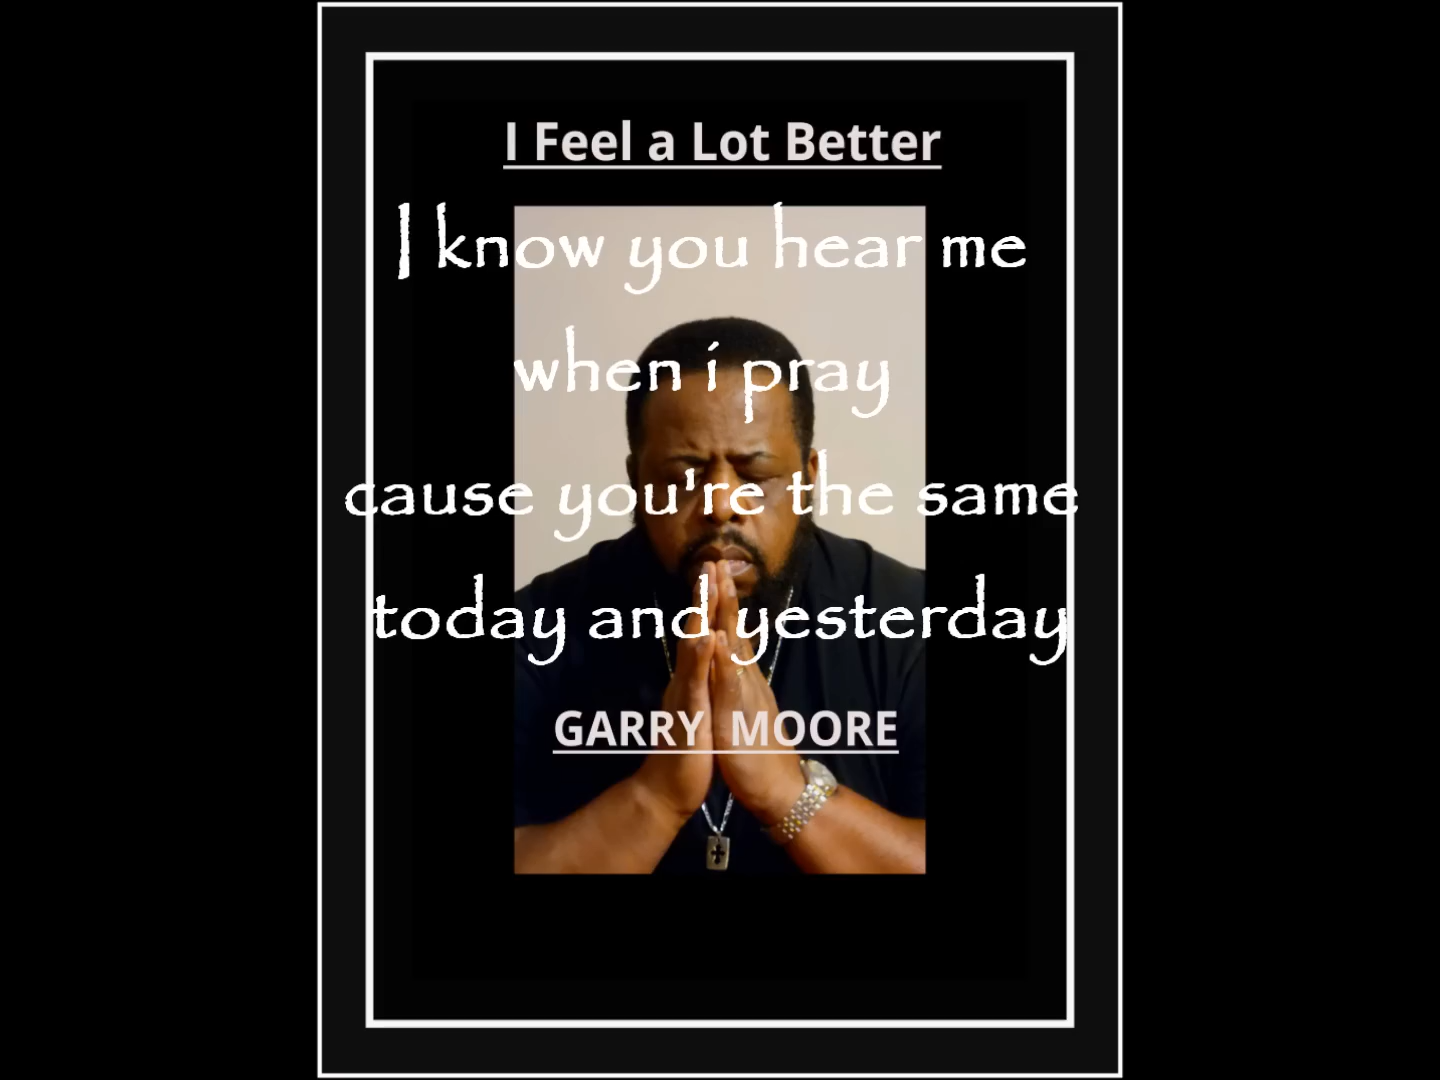 I Feel a Lot Better
I know you hear me
when i pray
cause you're the same
today and yesterday
GARRY MOORE